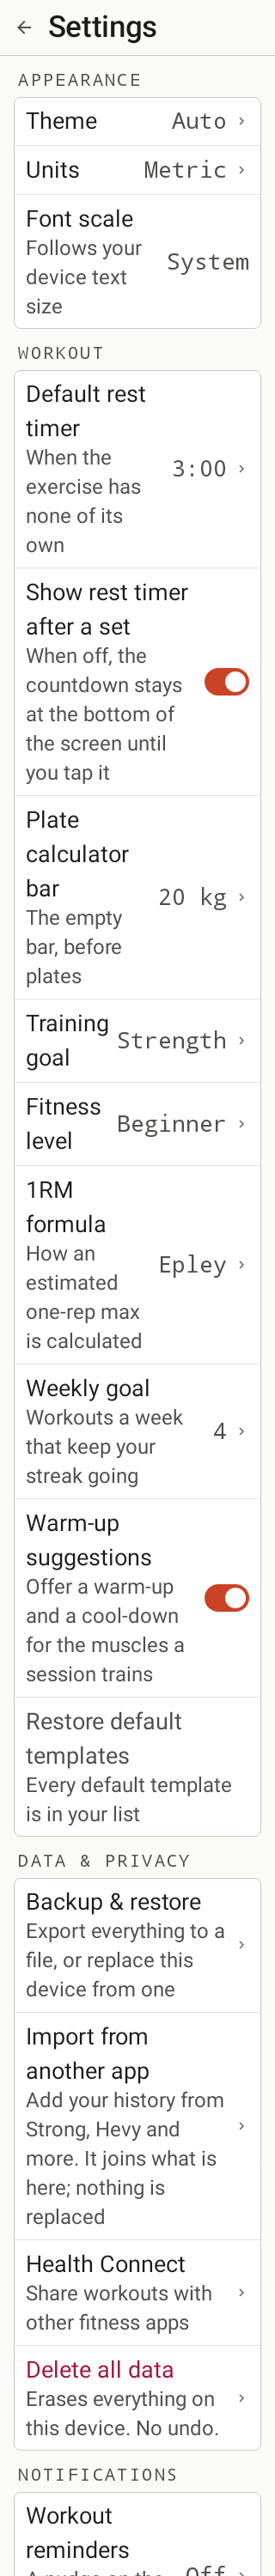 Settings
APPEARANCE
Theme Auto
Units Metric
Font scale
Follows your
device text
size
System
WORKOUT
Default rest
timer
When the
exercise has
none of its
own
3:00
Show rest timer
after a set
When off, the
countdown stays
at the bottom of
the screen until
you tap it
Plate
calculator
bar
The empty
bar, before
plates
20 kg
Training
goal
Strength
Fitness
level
Beginner
1RM
formula
How an
estimated
one-rep max
is calculated
Epley
Weekly goal
Workouts a week
that keep your
streak going
4
Warm-up
suggestions
Offer a warm-up
and a cool-down
for the muscles a
session trains
Restore default
templates
Every default template
is in your list
DATA & PRIVACY
Backup & restore
Export everything to a
file, or replace this
device from one
Import from
another app
Add your history from
Strong, Hevy and
more. It joins what is
here; nothing is
replaced
Health Connect
Share workouts with
other fitness apps
Delete all data
Erases everything on
this device. No undo.
NOTIFICATIONS
Workout
reminders
Off